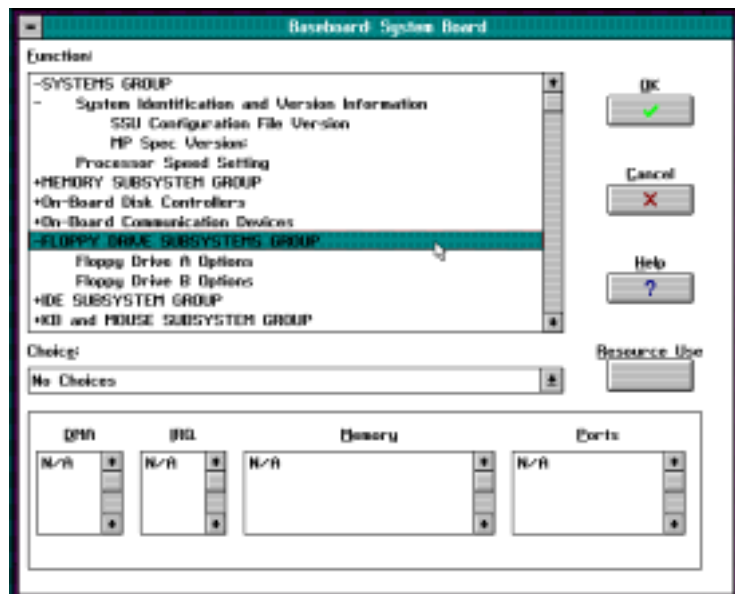 Baseboard: System Board
Function:
-SYSTEMS GROUP
- System Identification and Version Information
SSU Configuration File Version
MP Spec Version:
Processor Speed Setting
+MEMORY SUBSYSTEM GROUP
+On-Board Disk Controllers
+On-Board Communication Devices
-FLOPPY DRIVE SUBSYSTEMS GROUP
Floppy Drive A Options
Floppy Drive B Options
+IDE SUBSYSTEM GROUP
+KB and MOUSE SUBSYSTEM GROUP
OK
Cancel
Help
?
Choice:
No Choices
Resource Use
DMA IRQ Memory Ports
N/A N/A N/A N/A